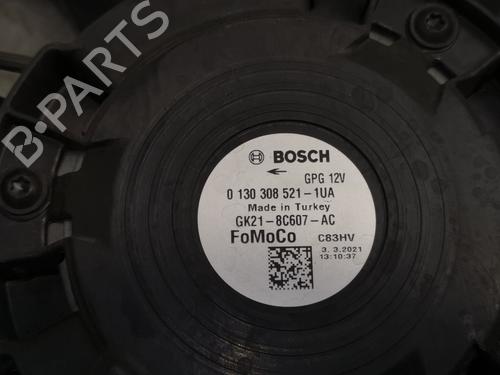 B-PARTS
BOSCH
GPG 12V
0 130 308 521-1UA
Made in Turkey
GK21-8C607-AC
FoMoCo C83HV
3. 3.2021
13:10:37